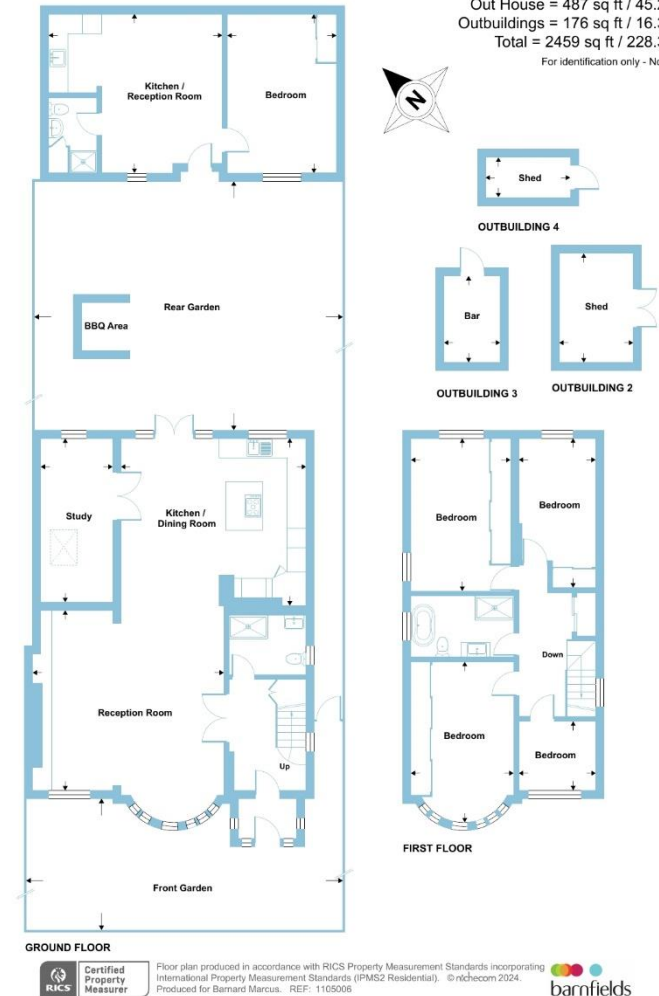 Out House = 487 sq ft / 45.
Outbuildings = 176 sq ft / 16.
Total = 2459 sq ft / 228.
For identification only - No
Kitchen /
Reception Room
Bedroom
N
Shed
OUTBUILDING 4
Rear Garden
BBQ Area
Bar
OUTBUILDING 3
Shed
OUTBUILDING 2
Study
Kitchen /
Dining Room
Reception Room
Up
Front Garden
GROUND FLOOR
Bedroom
Bedroom
Down
Bedroom
Bedroom
FIRST FLOOR
RICS
Certified
Property
Measurer
Floor plan produced in accordance with RICS Property Measurement Standards incorporating
International Property Measurement Standards (IPMS2 Residential). © nichecom 2024.
Produced for Barnard Marcus. REF: 1105006
barnfields